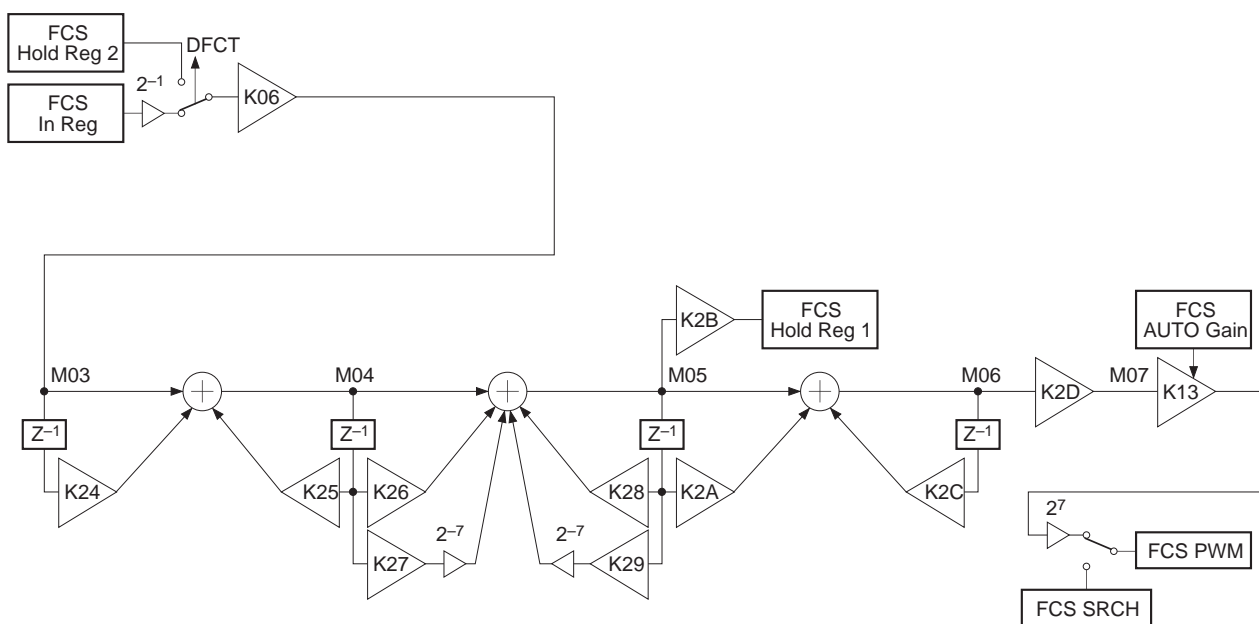 FCS
Hold Reg 2
DFCT
2⁻¹
FCS
In Reg
K06
FCS
Hold Reg 1
K2B
FCS
AUTO Gain
M03
M04
M05
M06
K2D
M07
K13
Z⁻¹
Z⁻¹
Z⁻¹
Z⁻¹
K24
K25
K26
K28
K2A
K2C
2⁻⁷
2⁻⁷
K27
K29
2⁷
FCS PWM
FCS SRCH